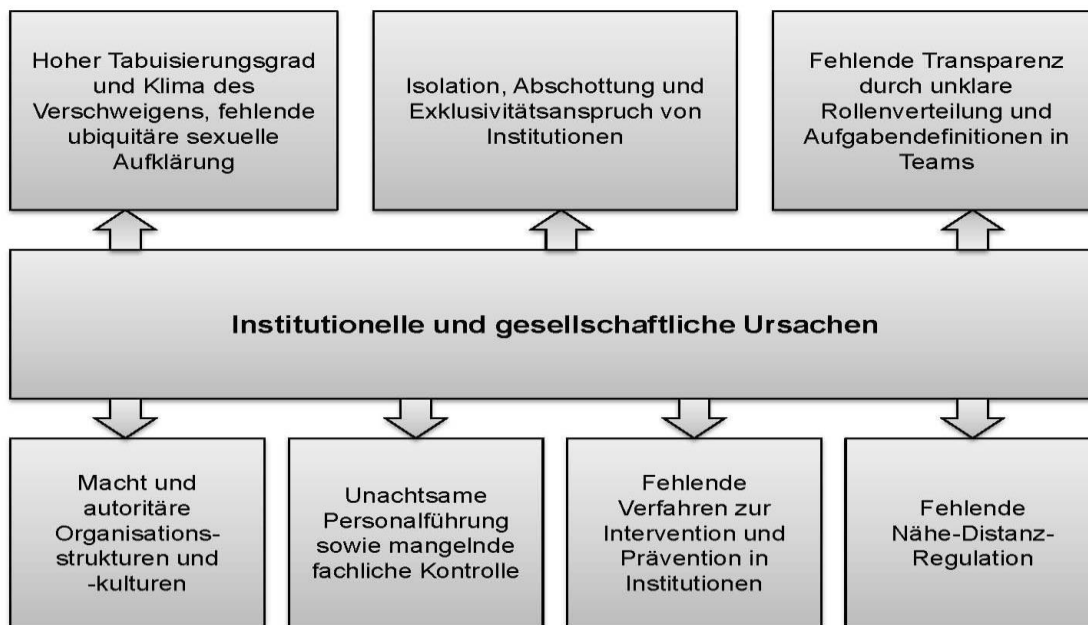 Hoher Tabuisierungsgrad
und Klima des
Verschweigens, fehlende
ubiquitäre sexuelle
Aufklärung
Isolation, Abschottung und
Exklusivitätsanspruch von
Institutionen
Fehlende Transparenz
durch unklare
Rollenverteilung und
Aufgabendefinitionen in
Teams
Institutionelle und gesellschaftliche Ursachen
Macht und
autoritäre
Organisations-
strukturen und
-kulturen
Unachtsame
Personalführung
sowie mangelnde
fachliche Kontrolle
Fehlende
Verfahren zur
Intervention und
Prävention in
Institutionen
Fehlende
Nähe-Distanz-
Regulation